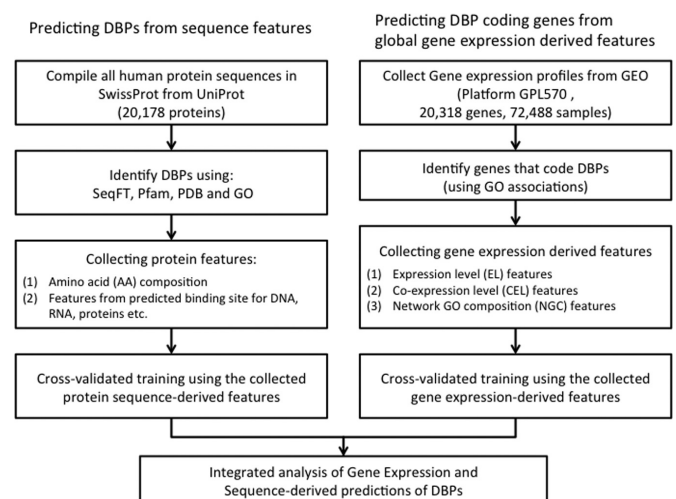 Predicting DBPs from sequence features
Compile all human protein sequences in
SwissProt from UniProt
(20,178 proteins)
Identify DBPs using:
SeqFT, Pfam, PDB and GO
Collecting protein features:
(1) Amino acid (AA) composition
(2) Features from predicted binding site for DNA,
RNA, proteins etc.
Cross-validated training using the collected
protein sequence-derived features
Predicting DBP coding genes from
global gene expression derived features
Collect Gene expression profiles from GEO
(Platform GPL570 ,
20,318 genes, 72,488 samples)
Identify genes that code DBPs
(using GO associations)
Collecting gene expression derived features
(1) Expression level (EL) features
(2) Co-expression level (CEL) features
(3) Network GO composition (NGC) features
Cross-validated training using the collected
gene expression-derived features
Integrated analysis of Gene Expression and
Sequence-derived predictions of DBPs